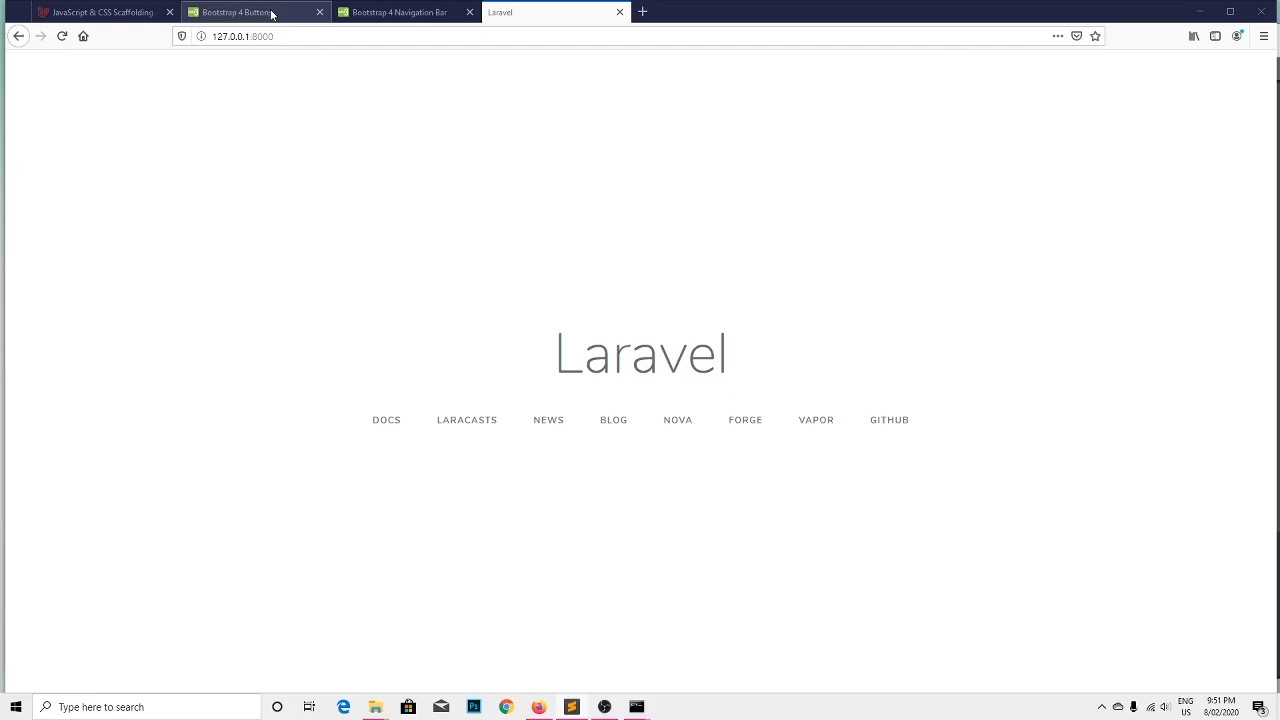 JavaScript & CSS Scaffolding
Bootstrap 4 Buttons
Bootstrap 4 Navigation Bar
Laravel
127.0.0.1:8000
Laravel
DOCS LARACASTS NEWS BLOG NOVA FORGE VAPOR GITHUB
Type here to search
ENG
US
9:51 PM
8/02/2020